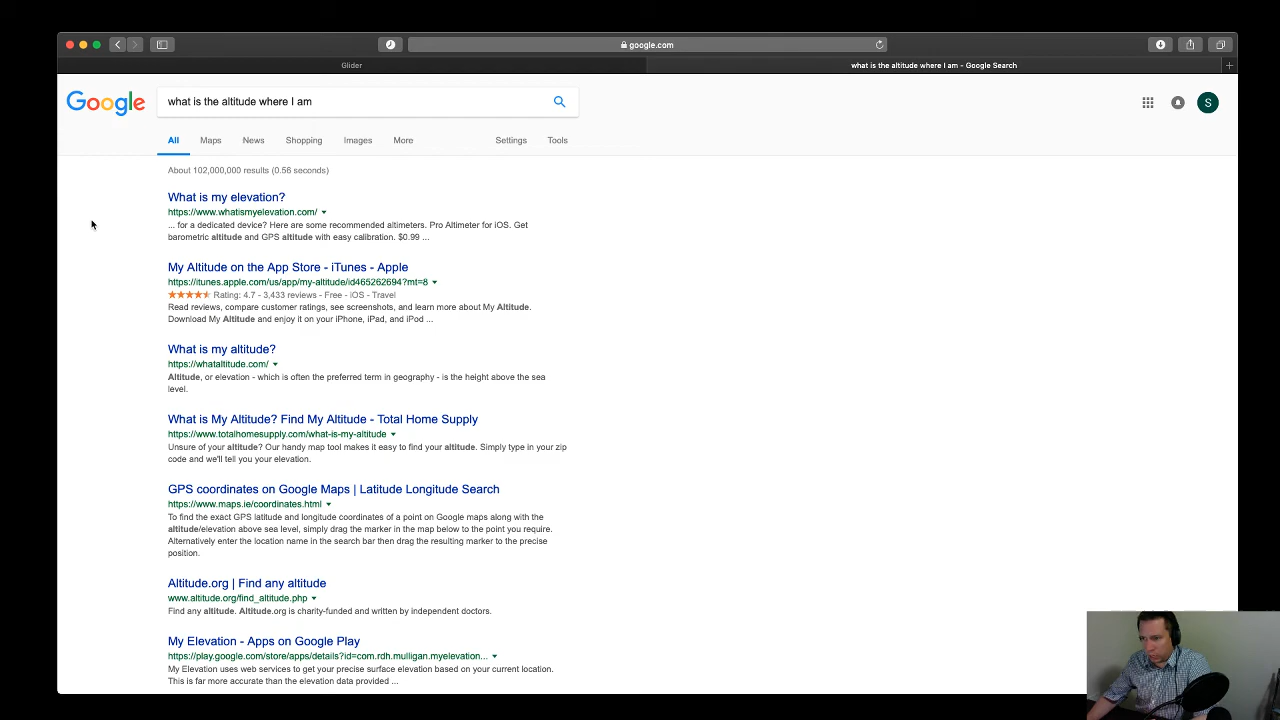 google.com
Glider
what is the altitude where I am - Google Search
Google
what is the altitude where I am
S
All Maps News Shopping Images More Settings Tools
About 102,000,000 results (0.56 seconds)
What is my elevation?
https://www.whatismyelevation.com/
... for a dedicated device? Here are some recommended altimeters. Pro Altimeter for iOS. Get
barometric altitude and GPS altitude with easy calibration. $0.99 ...
My Altitude on the App Store - iTunes - Apple
https://itunes.apple.com/us/app/my-altitude/id465262694?mt=8
Rating: 4.7 - 3,433 reviews - Free - iOS - Travel
Read reviews, compare customer ratings, see screenshots, and learn more about My Altitude.
Download My Altitude and enjoy it on your iPhone, iPad, and iPod ...
What is my altitude?
https://whataltitude.com/
Altitude, or elevation - which is often the preferred term in geography - is the height above the sea
level.
What is My Altitude? Find My Altitude - Total Home Supply
https://www.totalhomesupply.com/what-is-my-altitude
Unsure of your altitude? Our handy map tool makes it easy to find your altitude. Simply type in your zip
code and we'll tell you your elevation.
GPS coordinates on Google Maps | Latitude Longitude Search
https://www.maps.ie/coordinates.html
To find the exact GPS latitude and longitude coordinates of a point on Google maps along with the
altitude/elevation above sea level, simply drag the marker in the map below to the point you require.
Alternatively enter the location name in the search bar then drag the resulting marker to the precise
position.
Altitude.org | Find any altitude
www.altitude.org/find_altitude.php
Find any altitude. Altitude.org is charity-funded and written by independent doctors.
My Elevation - Apps on Google Play
https://play.google.com/store/apps/details?id=com.rdh.mulligan.myelevation...
My Elevation uses web services to get your precise surface elevation based on your current location.
This is far more accurate than the elevation data provided ...